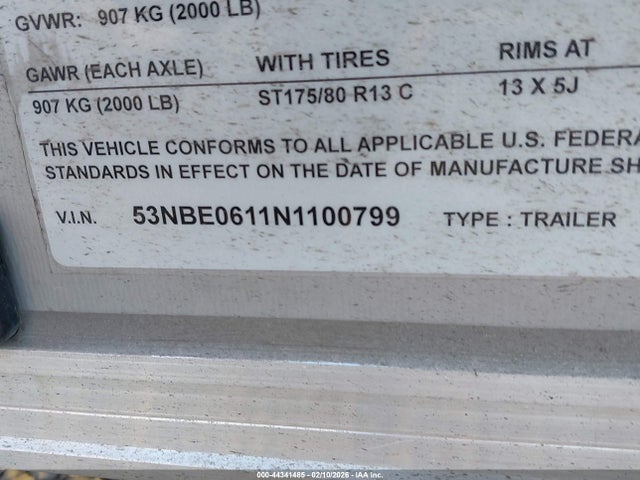 GVWR: 907 KG (2000 LB)
GAWR (EACH AXLE) WITH TIRES RIMS AT
907 KG (2000 LB) ST175/80 R13 C 13 X 5J
THIS VEHICLE CONFORMS TO ALL APPLICABLE U.S. FEDERA
STANDARDS IN EFFECT ON THE DATE OF MANUFACTURE SH
V.I.N. 53NBE0611N1100799 TYPE : TRAILER
000-44341485 - 02/10/2026 - © IAA Inc.